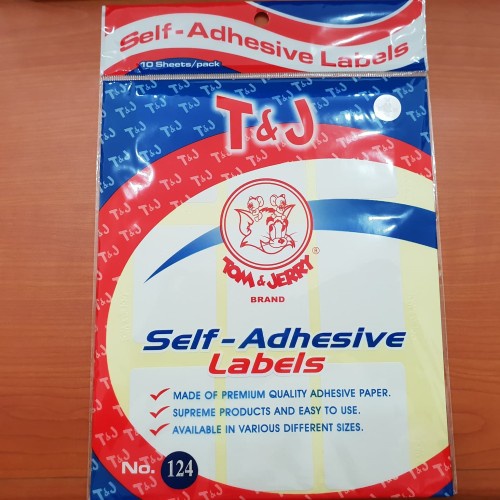 Self-Adhesive Labels
10 Sheets/pack
T&J
TOM & JERRY®
BRAND
Self-Adhesive
Labels
MADE OF PREMIUM QUALITY ADHESIVE PAPER.
SUPREME PRODUCTS AND EASY TO USE.
AVAILABLE IN VARIOUS DIFFERENT SIZES.
No. 124